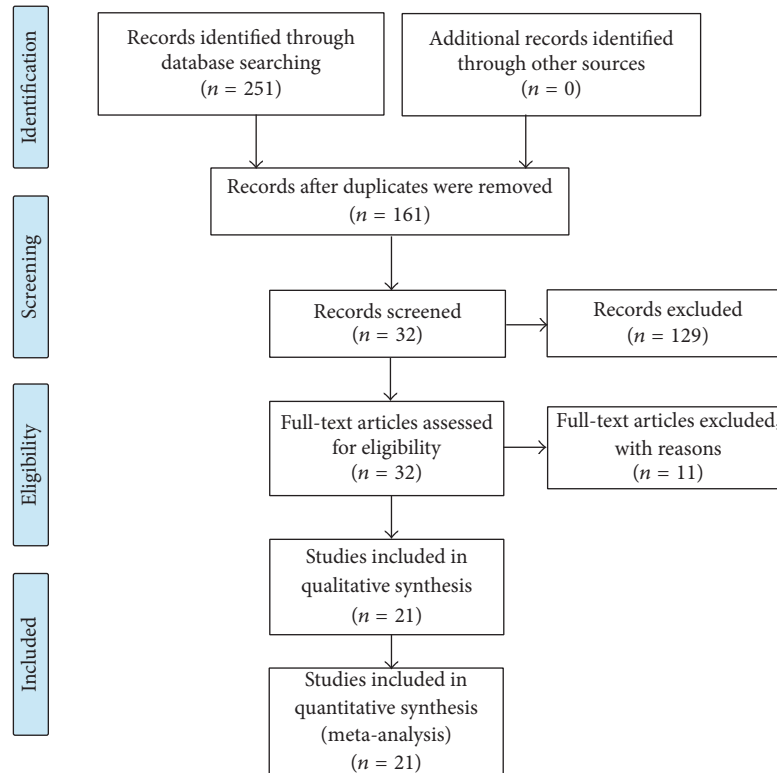 Identification
Records identified through
database searching
(n = 251)
Additional records identified
through other sources
(n = 0)
Records after duplicates were removed
(n = 161)
Screening
Records screened
(n = 32)
Records excluded
(n = 129)
Eligibility
Full-text articles assessed
for eligibility
(n = 32)
Full-text articles excluded,
with reasons
(n = 11)
Studies included in
qualitative synthesis
(n = 21)
Included
Studies included in
quantitative synthesis
(meta-analysis)
(n = 21)